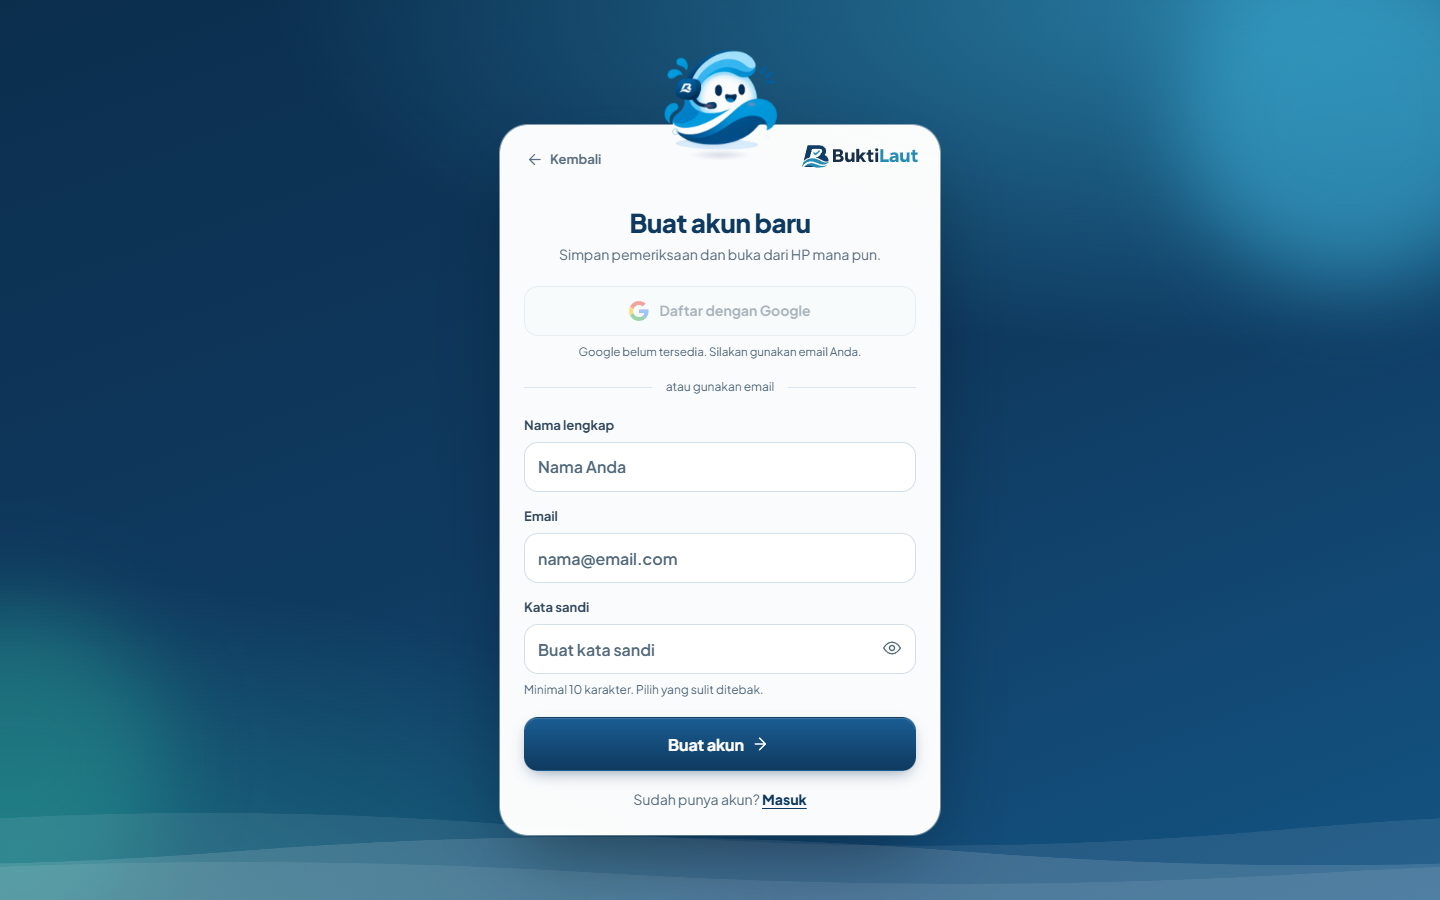 Kembali
BuktiLaut
Buat akun baru
Simpan pemeriksaan dan buka dari HP mana pun.
Daftar dengan Google
Google belum tersedia. Silakan gunakan email Anda.
atau gunakan email
Nama lengkap
Nama Anda
Email
nama@email.com
Kata sandi
Buat kata sandi
Minimal 10 karakter. Pilih yang sulit ditebak.
Buat akun
Sudah punya akun? Masuk